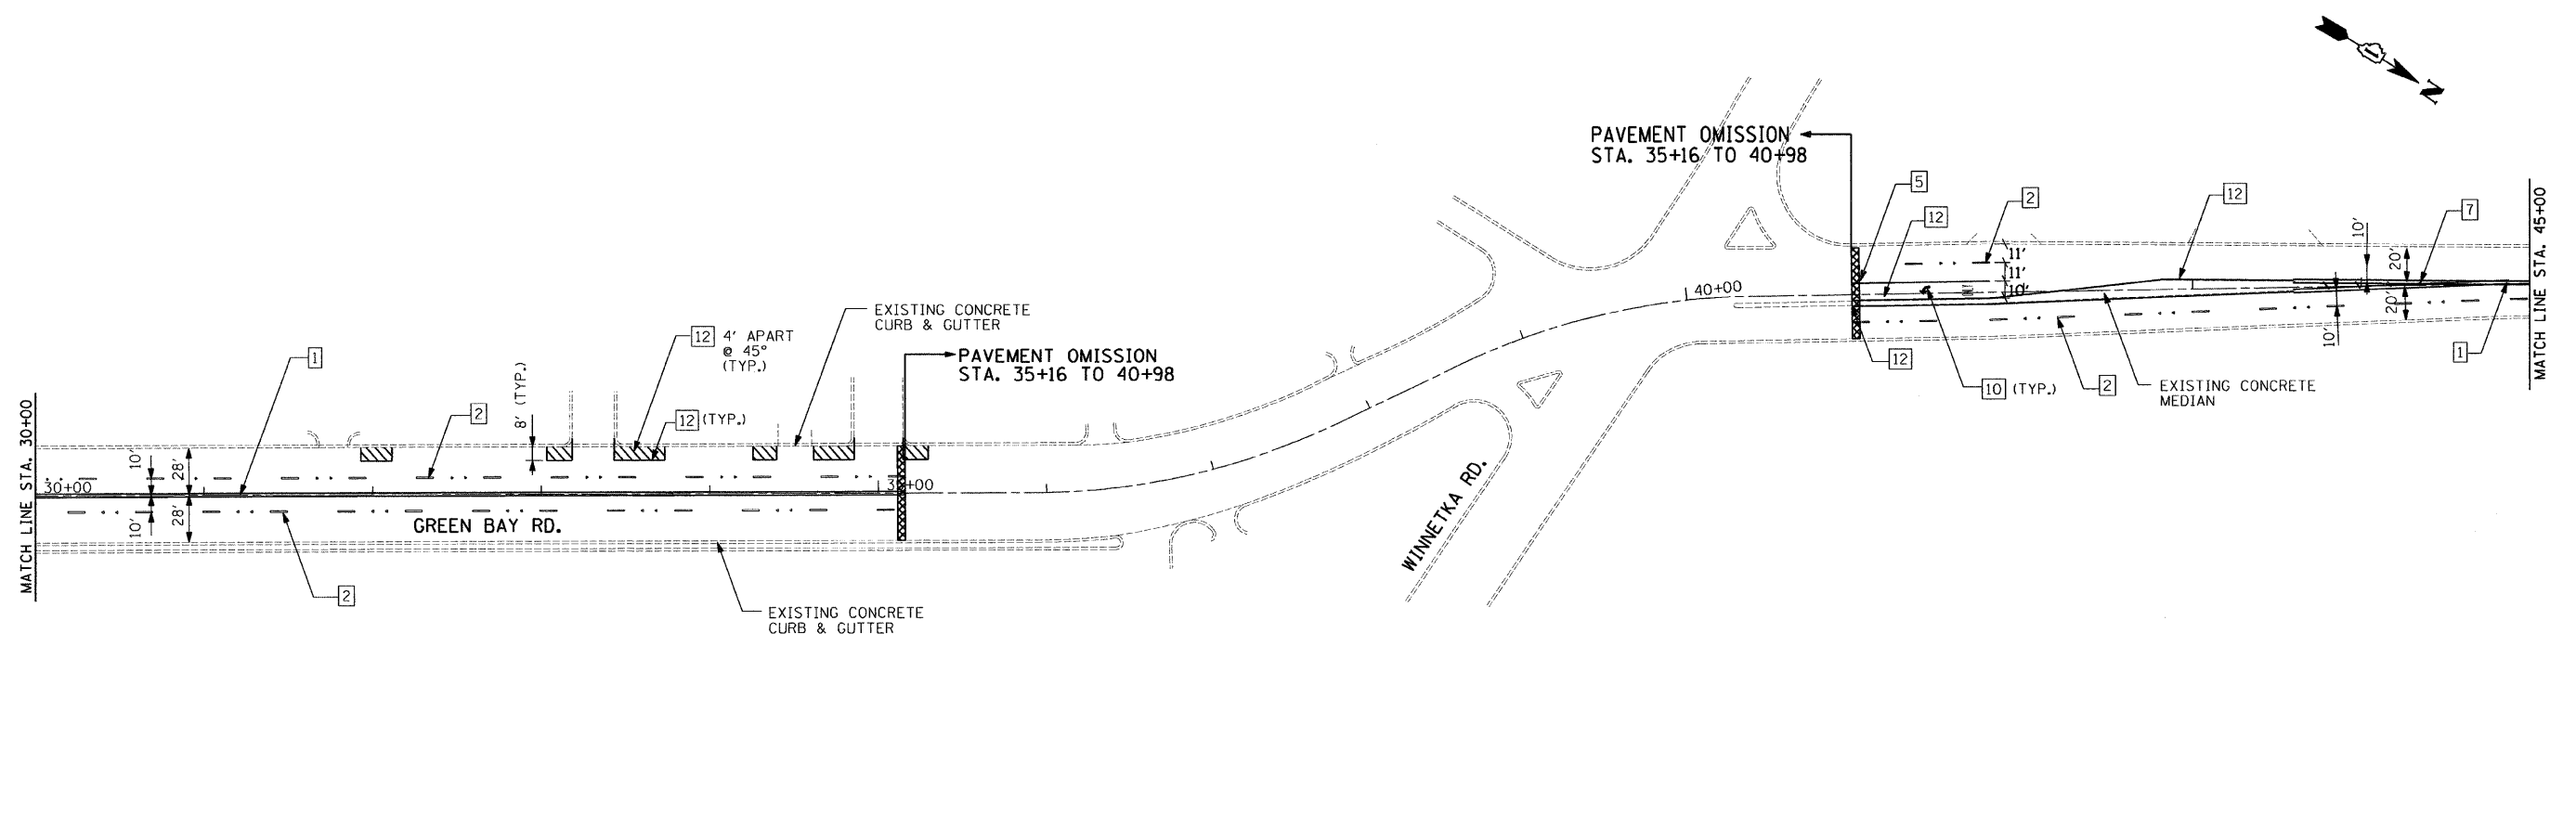 N
PAVEMENT OMISSION
STA. 35+16 TO 40+98
5
12
2
12
7
10'
20'
11'
11'
10'
40+00
20'
10'
12
10 (TYP.)
2
EXISTING CONCRETE
MEDIAN
1
MATCH LINE STA. 45+00
EXISTING CONCRETE
CURB & GUTTER
12 4' APART
@ 45°
(TYP.)
PAVEMENT OMISSION
STA. 35+16 TO 40+98
1
2
8' (TYP.)
12 (TYP.)
MATCH LINE STA. 30+00
10'
28'
30+00
10'
28'
GREEN BAY RD.
WINNETKA RD.
2
EXISTING CONCRETE
CURB & GUTTER